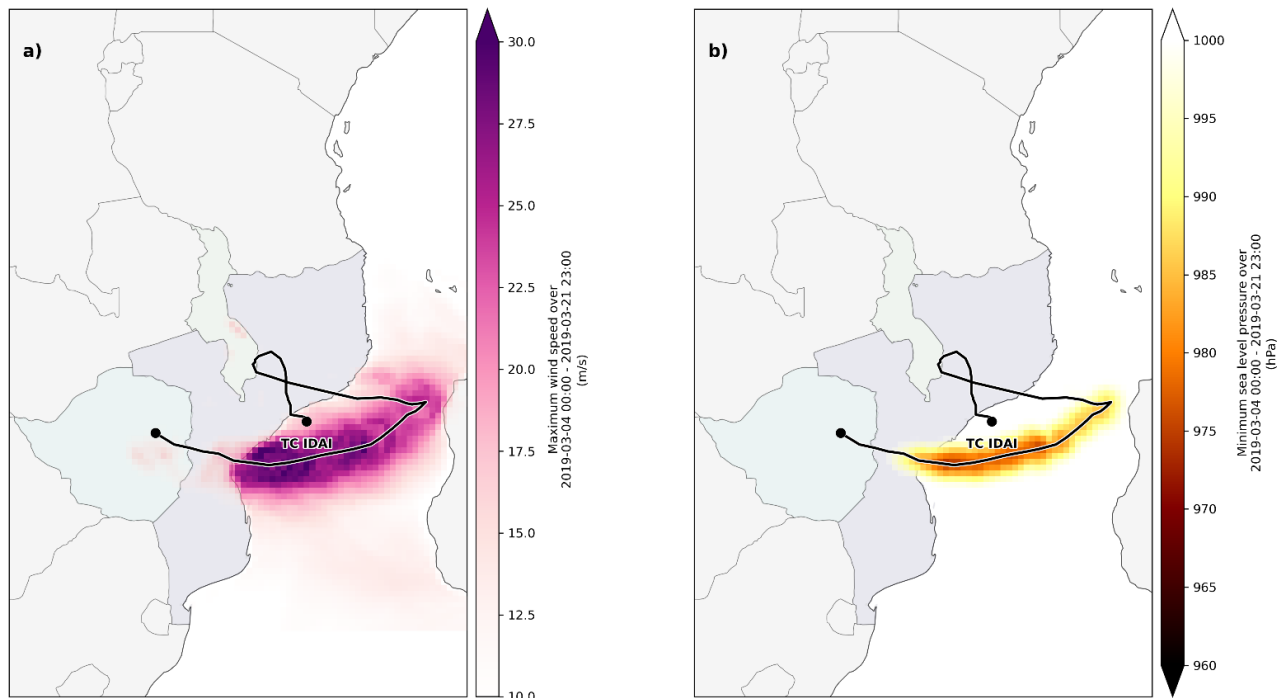 a)
TC IDAI
30.0
27.5
25.0
22.5
20.0
17.5
15.0
12.5
10.0
Maximum wind speed over
2019-03-04 00:00 - 2019-03-21 23:00
(m/s)
b)
TC IDAI
1000
995
990
985
980
975
970
965
960
Minimum sea level pressure over
2019-03-04 00:00 - 2019-03-21 23:00
(hPa)